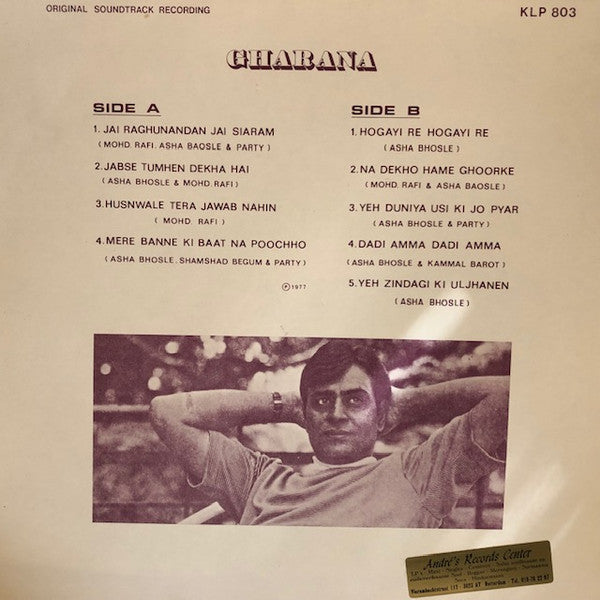 ORIGINAL SOUNDTRACK RECORDING
KLP 803
GHARANA
SIDE A
1. JAI RAGHUNANDAN JAI SIARAM
( MOHD. RAFI. ASHA BAOSLE & PARTY )
2. JABSE TUMHEN DEKHA HAI
( ASHA BHOSLE & MOHD. RAFI )
3. HUSNWALE TERA JAWAB NAHIN
( MOHD. RAFI )
4. MERE BANNE KI BAAT NA POOCHHO
( ASHA BHOSLE. SHAMSHAD BEGUM & PARTY )
℗ 1977
SIDE B
1. HOGAYI RE HOGAYI RE
( ASHA BHOSLE )
2. NA DEKHO HAME GHOORKE
( MOHD. RAFI & ASHA BAOSLE )
3. YEH DUNIYA USI KI JO PYAR
( ASHA BHOSLE & PARTY )
4. DADI AMMA DADI AMMA
( ASHA BHOSLE & KAMMAL BAROT )
5. YEH ZINDAGI KI ULJHANEN
( ASHA BHOSLE )
André's Records Center